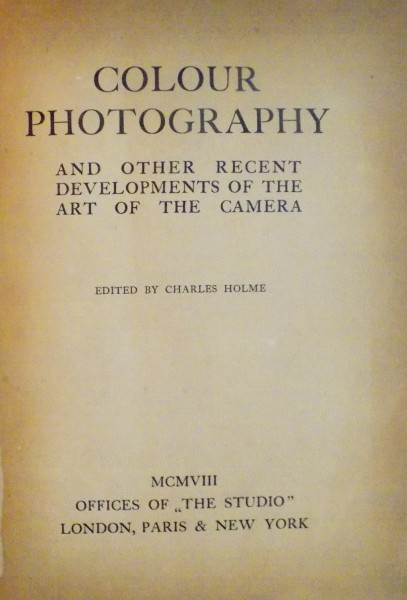 COLOUR
PHOTOGRAPHY
AND OTHER RECENT
DEVELOPMENTS OF THE
ART OF THE CAMERA
EDITED BY CHARLES HOLME
MCMVIII
OFFICES OF „THE STUDIO”
LONDON, PARIS & NEW YORK